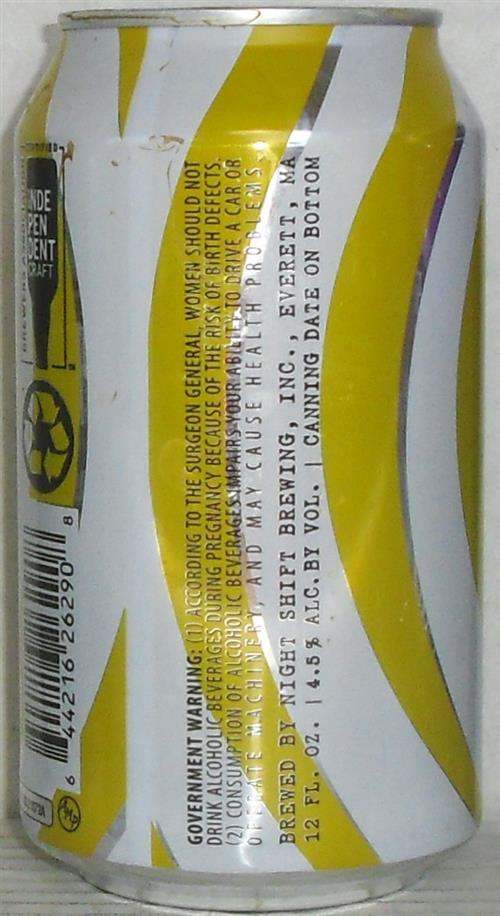 CERTIFIED
INDE
PEN
DENT
CRAFT
BREWERS ASSOCIATION
6 44216 26290 8
GOVERNMENT WARNING: (1) ACCORDING TO THE SURGEON GENERAL, WOMEN SHOULD NOT
DRINK ALCOHOLIC BEVERAGES DURING PREGNANCY BECAUSE OF THE RISK OF BIRTH DEFECTS.
(2) CONSUMPTION OF ALCOHOLIC BEVERAGES IMPAIRS YOUR ABILITY TO DRIVE A CAR OR
OPERATE MACHINERY, AND MAY CAUSE HEALTH PROBLEMS.
BREWED BY NIGHT SHIFT BREWING, INC., EVERETT, MA
12 FL. OZ. | 4.5% ALC. BY VOL. | CANNING DATE ON BOTTOM